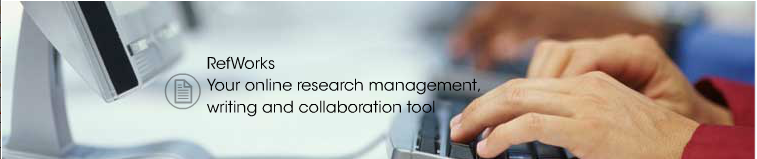 RefWorks
Your online research management,
writing and collaboration tool